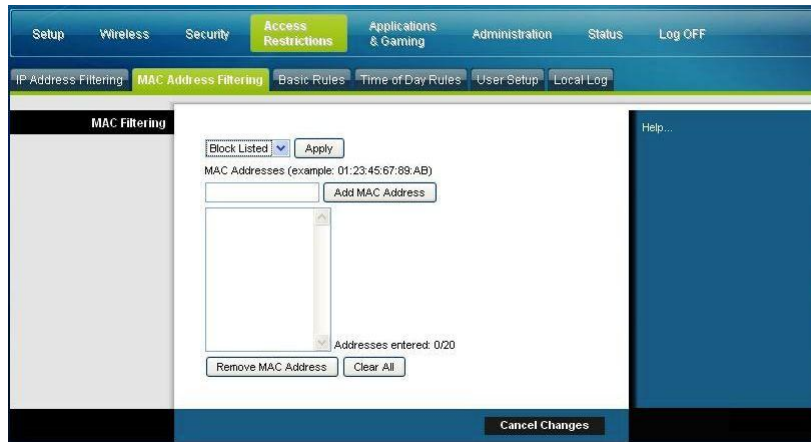 Setup Wireless Security Access Restrictions Applications & Gaming Administration Status Log OFF
IP Address Filtering MAC Address Filtering Basic Rules Time of Day Rules User Setup Local Log
MAC Filtering
Help...
Block Listed Apply
MAC Addresses (example: 01:23:45:67:89:AB)
Add MAC Address
Addresses entered: 0/20
Remove MAC Address Clear All
Cancel Changes